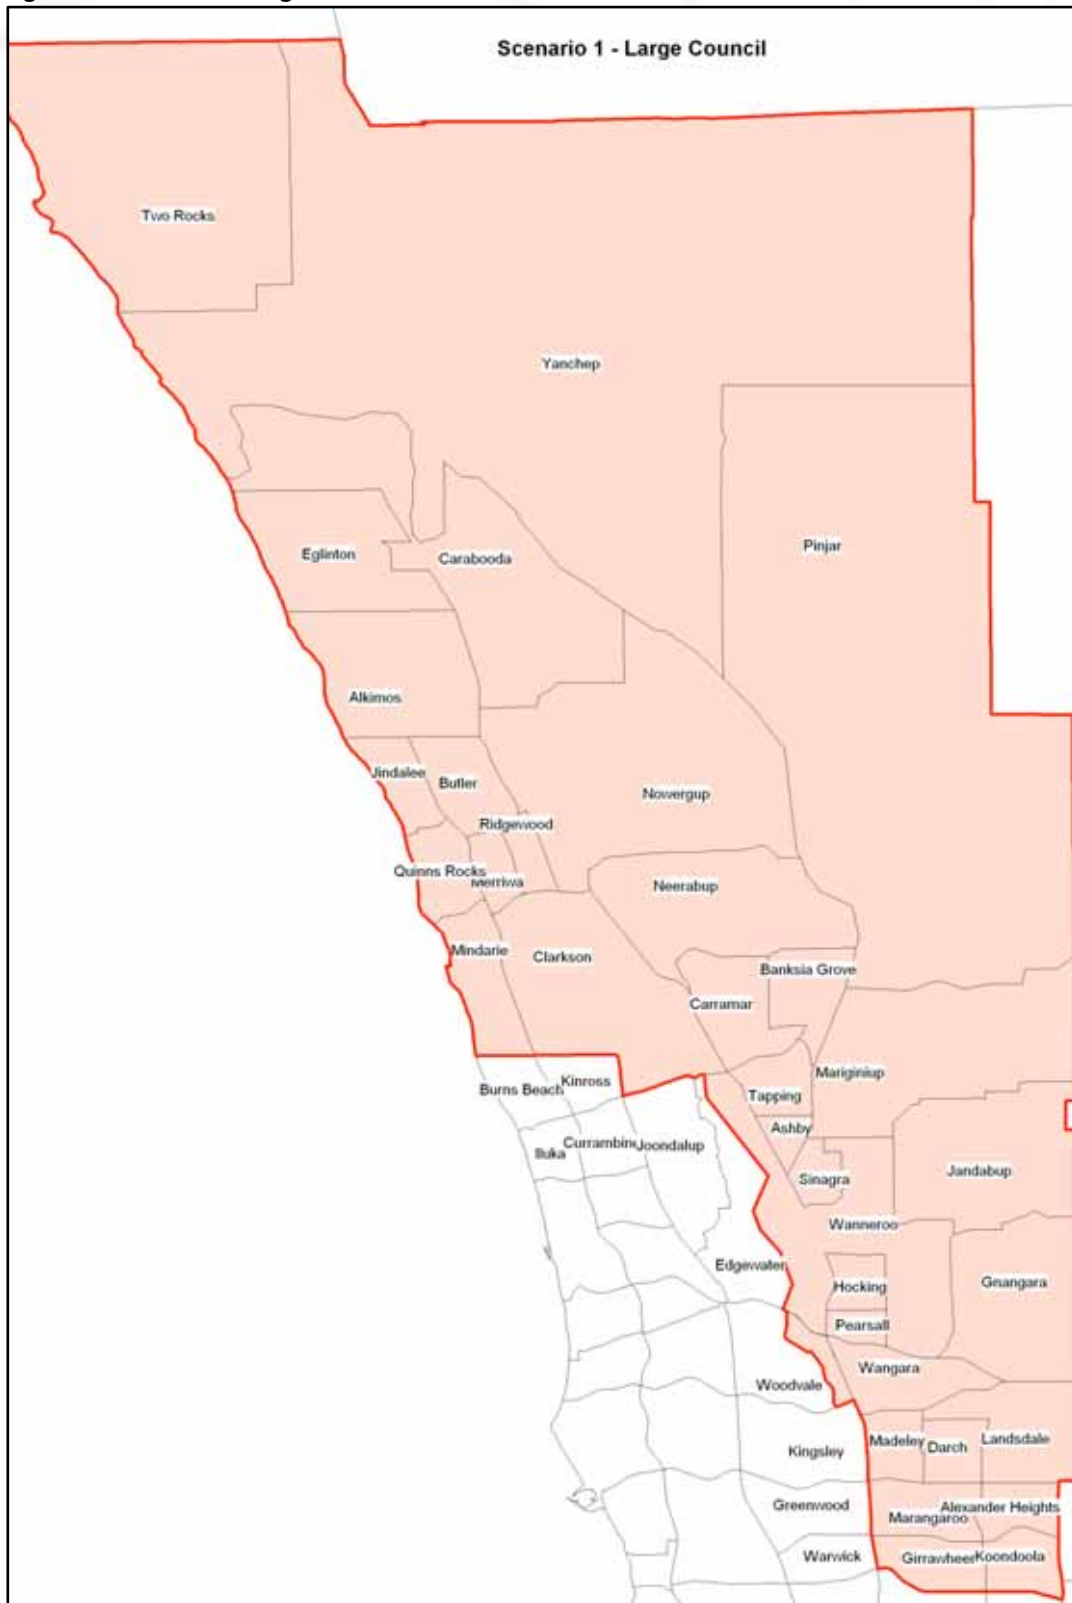 Scenario 1 - Large Council
Two Rocks
Yanchep
Pinjar
Eglinton
Carabooda
Alkimos
Jindalee
Butler
Nowergup
Ridgewood
Quinns Rocks
Merriwa
Neerabup
Mindarie
Clarkson
Banksia Grove
Carramar
Mariginiup
Burns Beach
Kinross
Tapping
Ashby
Iluka
Currambine
Joondalup
Sinagra
Jandabup
Wanneroo
Edgewater
Hocking
Gnangara
Pearsall
Wangara
Woodvale
Madeley
Darch
Landsdale
Kingsley
Greenwood
Alexander Heights
Marangaroo
Warwick
Girrawheen
Koondoola